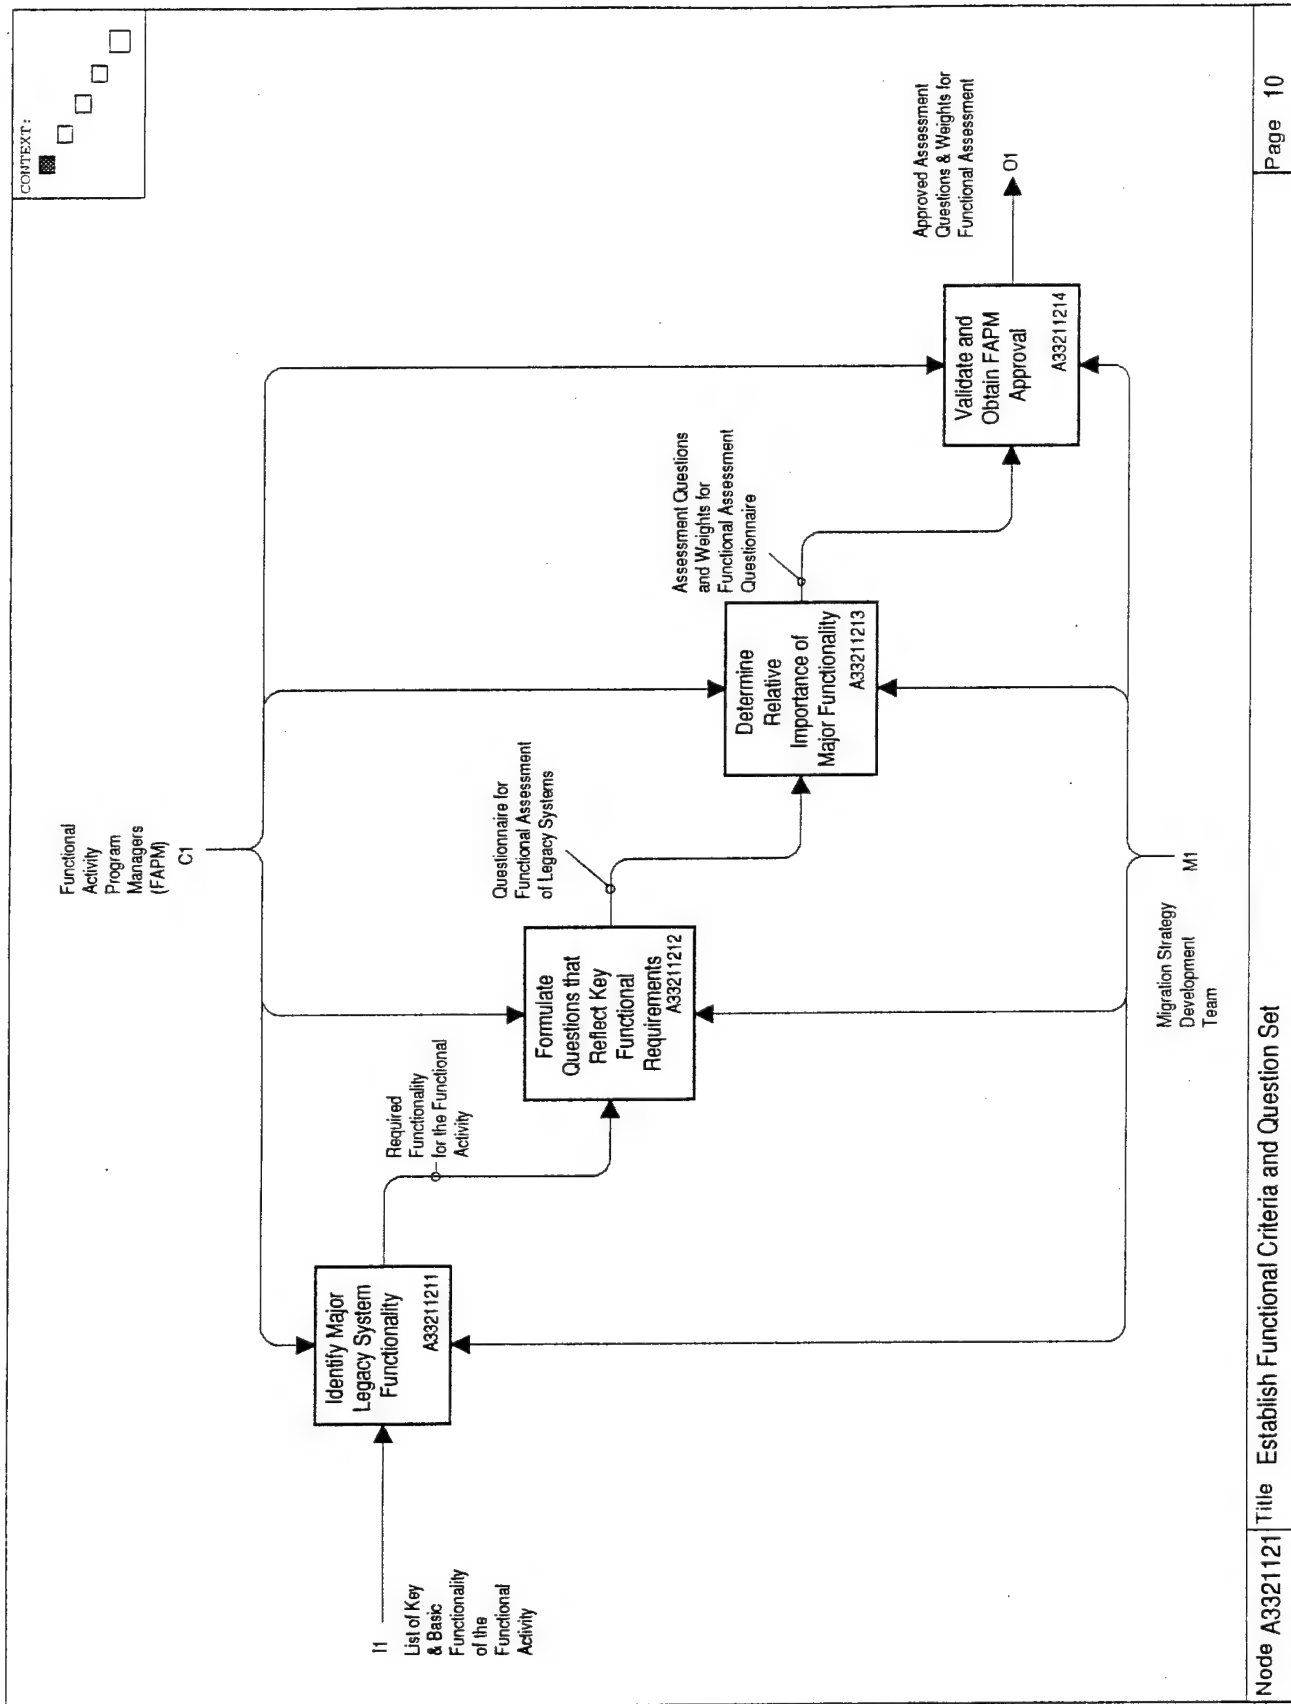 CONTEXT:
Functional
Activity
Program
Managers
(FAPM)
C1
I1
List of Key
& Basic
Functionality
of the
Functional
Activity
Identify Major
Legacy System
Functionality
A33211211
Required
Functionality
for the Functional
Activity
Formulate
Questions that
Reflect Key
Functional
Requirements
A33211212
Questionnaire for
Functional Assessment
of Legacy Systems
Determine
Relative
Importance of
Major Functionality
A33211213
Assessment Questions
and Weights for
Functional Assessment
Questionnaire
Validate and
Obtain FAPM
Approval
A33211214
Approved Assessment
Questions & Weights for
Functional Assessment
O1
Migration Strategy
Development
Team
M1
Node A3321121 Title Establish Functional Criteria and Question Set Page 10